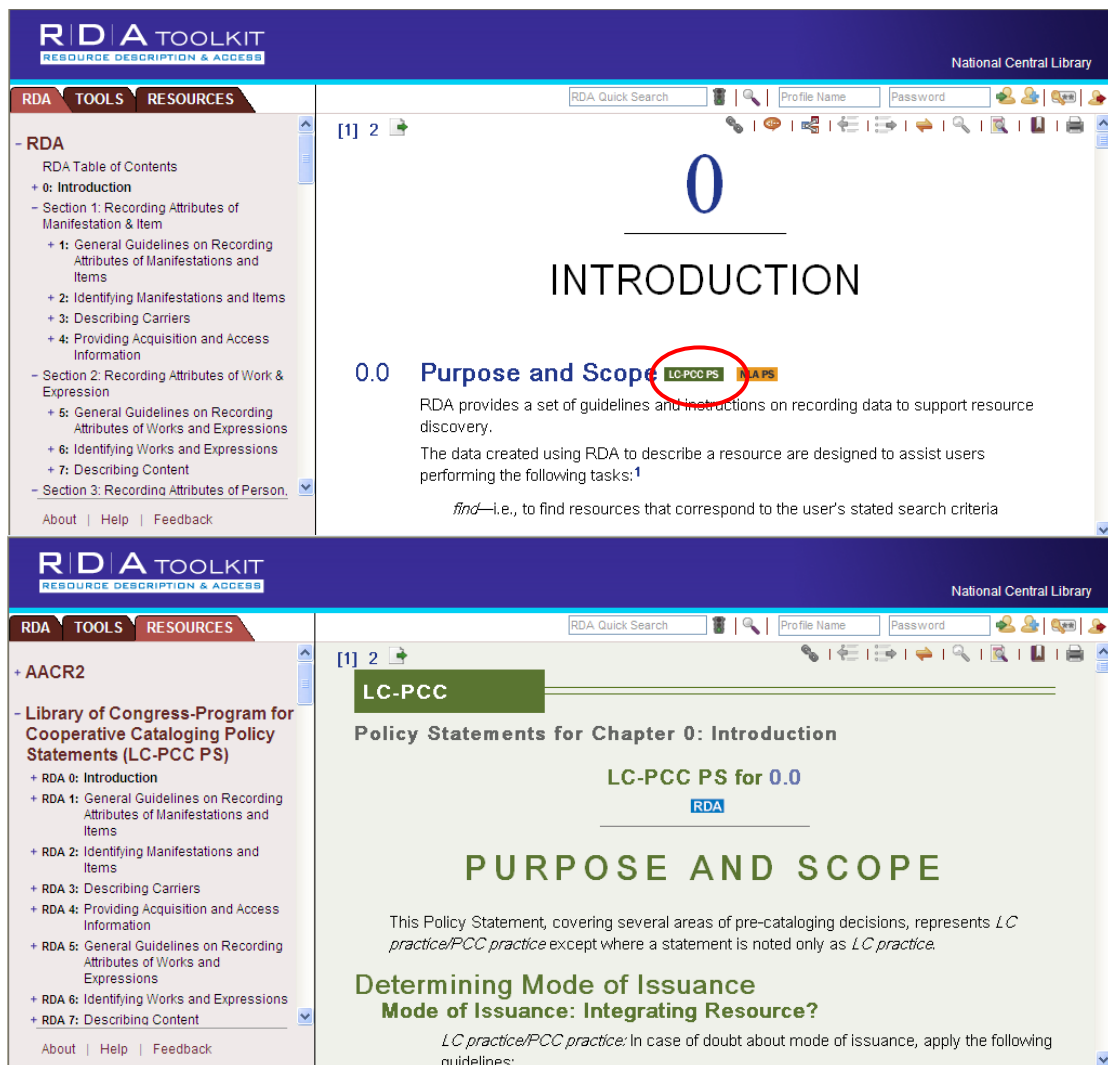 RDA TOOLKIT
RESOURCE DESCRIPTION & ACCESS
National Central Library
RDA TOOLS RESOURCES
RDA Quick Search Profile Name Password
- RDA
RDA Table of Contents
+ 0: Introduction
- Section 1: Recording Attributes of
Manifestation & Item
+ 1: General Guidelines on Recording
Attributes of Manifestations and
Items
+ 2: Identifying Manifestations and Items
+ 3: Describing Carriers
+ 4: Providing Acquisition and Access
Information
- Section 2: Recording Attributes of Work &
Expression
+ 5: General Guidelines on Recording
Attributes of Works and Expressions
+ 6: Identifying Works and Expressions
+ 7: Describing Content
- Section 3: Recording Attributes of Person,
About | Help | Feedback
[1] 2
0
INTRODUCTION
0.0 Purpose and Scope LC-PCC PS NLA PS
RDA provides a set of guidelines and instructions on recording data to support resource
discovery.
The data created using RDA to describe a resource are designed to assist users
performing the following tasks:1
find—i.e., to find resources that correspond to the user's stated search criteria
RDA TOOLKIT
RESOURCE DESCRIPTION & ACCESS
National Central Library
RDA TOOLS RESOURCES
RDA Quick Search Profile Name Password
+ AACR2
- Library of Congress-Program for
Cooperative Cataloging Policy
Statements (LC-PCC PS)
+ RDA 0: Introduction
+ RDA 1: General Guidelines on Recording
Attributes of Manifestations and
Items
+ RDA 2: Identifying Manifestations and
Items
+ RDA 3: Describing Carriers
+ RDA 4: Providing Acquisition and Access
Information
+ RDA 5: General Guidelines on Recording
Attributes of Works and
Expressions
+ RDA 6: Identifying Works and Expressions
+ RDA 7: Describing Content
About | Help | Feedback
[1] 2
LC-PCC
Policy Statements for Chapter 0: Introduction
LC-PCC PS for 0.0
RDA
PURPOSE AND SCOPE
This Policy Statement, covering several areas of pre-cataloging decisions, represents LC
practice/PCC practice except where a statement is noted only as LC practice.
Determining Mode of Issuance
Mode of Issuance: Integrating Resource?
LC practice/PCC practice: In case of doubt about mode of issuance, apply the following
guidelines: